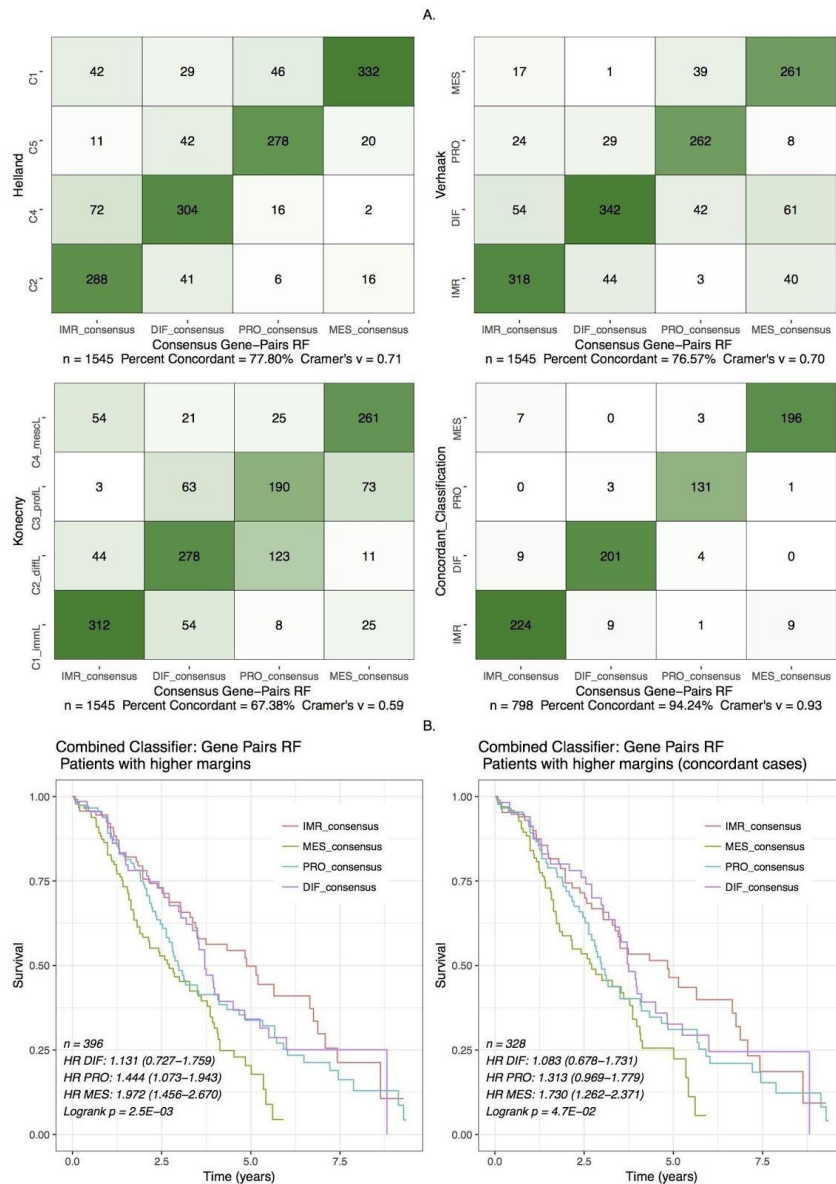 A.
Helland
C1 42 29 46 332
C5 11 42 278 20
C4 72 304 16 2
C2 288 41 6 16
IMR_consensus DIF_consensus PRO_consensus MES_consensus
Consensus Gene-Pairs RF
n = 1545 Percent Concordant = 77.80% Cramer's v = 0.71
Verhaak
MES 17 1 39 261
PRO 24 29 262 8
DIF 54 342 42 61
IMR 318 44 3 40
IMR_consensus DIF_consensus PRO_consensus MES_consensus
Consensus Gene-Pairs RF
n = 1545 Percent Concordant = 76.57% Cramer's v = 0.70
Konecny
C4_mescL 54 21 25 261
C3_profL 3 63 190 73
C2_diffL 44 278 123 11
C1_immL 312 54 8 25
IMR_consensus DIF_consensus PRO_consensus MES_consensus
Consensus Gene-Pairs RF
n = 1545 Percent Concordant = 67.38% Cramer's v = 0.59
Concordant_Classification
MES 7 0 3 196
PRO 0 3 131 1
DIF 9 201 4 0
IMR 224 9 1 9
IMR_consensus DIF_consensus PRO_consensus MES_consensus
Consensus Gene-Pairs RF
n = 798 Percent Concordant = 94.24% Cramer's v = 0.93
B.
Combined Classifier: Gene Pairs RF
Patients with higher margins
1.00
0.75
0.50
0.25
0.00
Survival
IMR_consensus
MES_consensus
PRO_consensus
DIF_consensus
n = 396
HR DIF: 1.131 (0.727–1.759)
HR PRO: 1.444 (1.073–1.943)
HR MES: 1.972 (1.456–2.670)
Logrank p = 2.5E−03
0.0 2.5 5.0 7.5
Time (years)
Combined Classifier: Gene Pairs RF
Patients with higher margins (concordant cases)
1.00
0.75
0.50
0.25
0.00
Survival
IMR_consensus
MES_consensus
PRO_consensus
DIF_consensus
n = 328
HR DIF: 1.083 (0.678–1.731)
HR PRO: 1.313 (0.969–1.779)
HR MES: 1.730 (1.262–2.371)
Logrank p = 4.7E−02
0.0 2.5 5.0 7.5
Time (years)